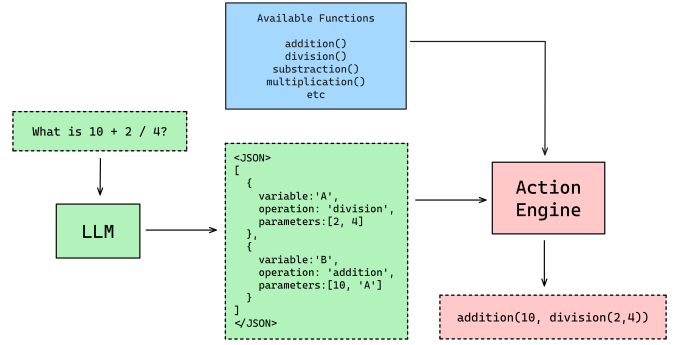 Available Functions
addition()
division()
substraction()
multiplication()
etc
What is 10 + 2 / 4?
LLM
<JSON>
[
{
variable:'A',
operation: 'division',
parameters:[2, 4]
},
{
variable:'B',
operation: 'addition',
parameters:[10, 'A']
}
]
</JSON>
Action
Engine
addition(10, division(2,4))